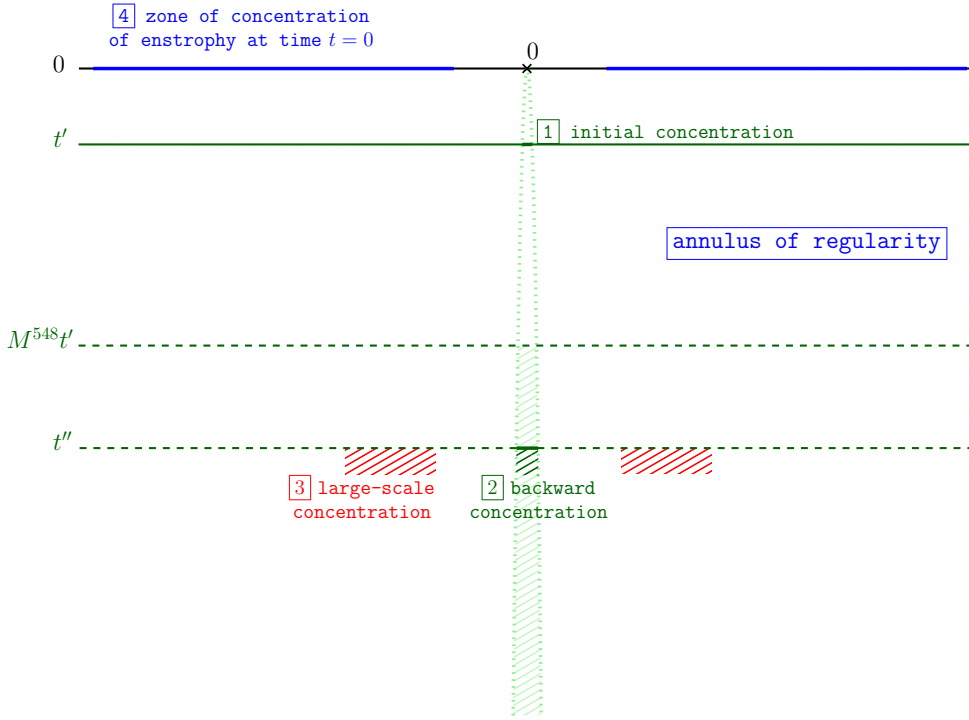 4 zone of concentration
of enstrophy at time t = 0
0
0
t′
1 initial concentration
annulus of regularity
M⁵⁴⁸t′
t″
3 large-scale
concentration
2 backward
concentration